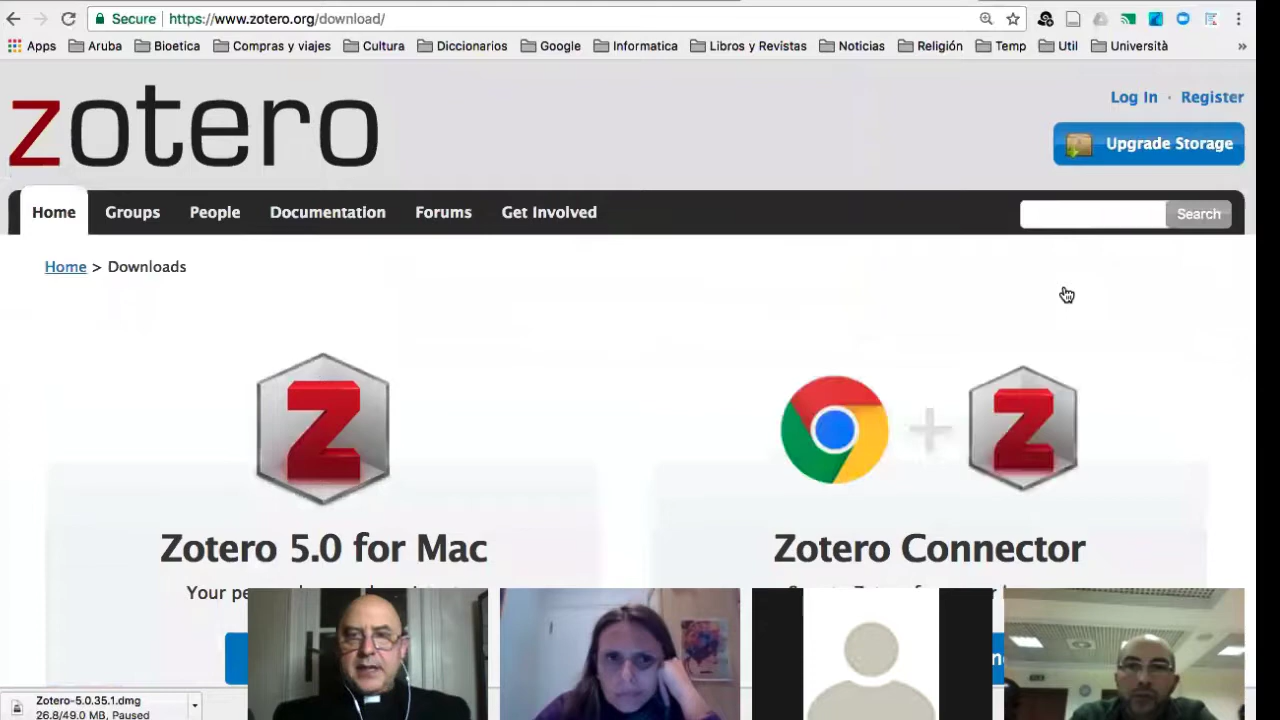 Secure https://www.zotero.org/download/
Apps Aruba Bioetica Compras y viajes Cultura Diccionarios Google Informatica Libros y Revistas Noticias Religión Temp Util Università »
zotero
Log In · Register
Upgrade Storage
Home Groups People Documentation Forums Get Involved
Search
Home > Downloads
Z
Z
Zotero 5.0 for Mac
Zotero Connector
Your
Zotero-5.0.35.1.dmg
26.8/49.0 MB, Paused